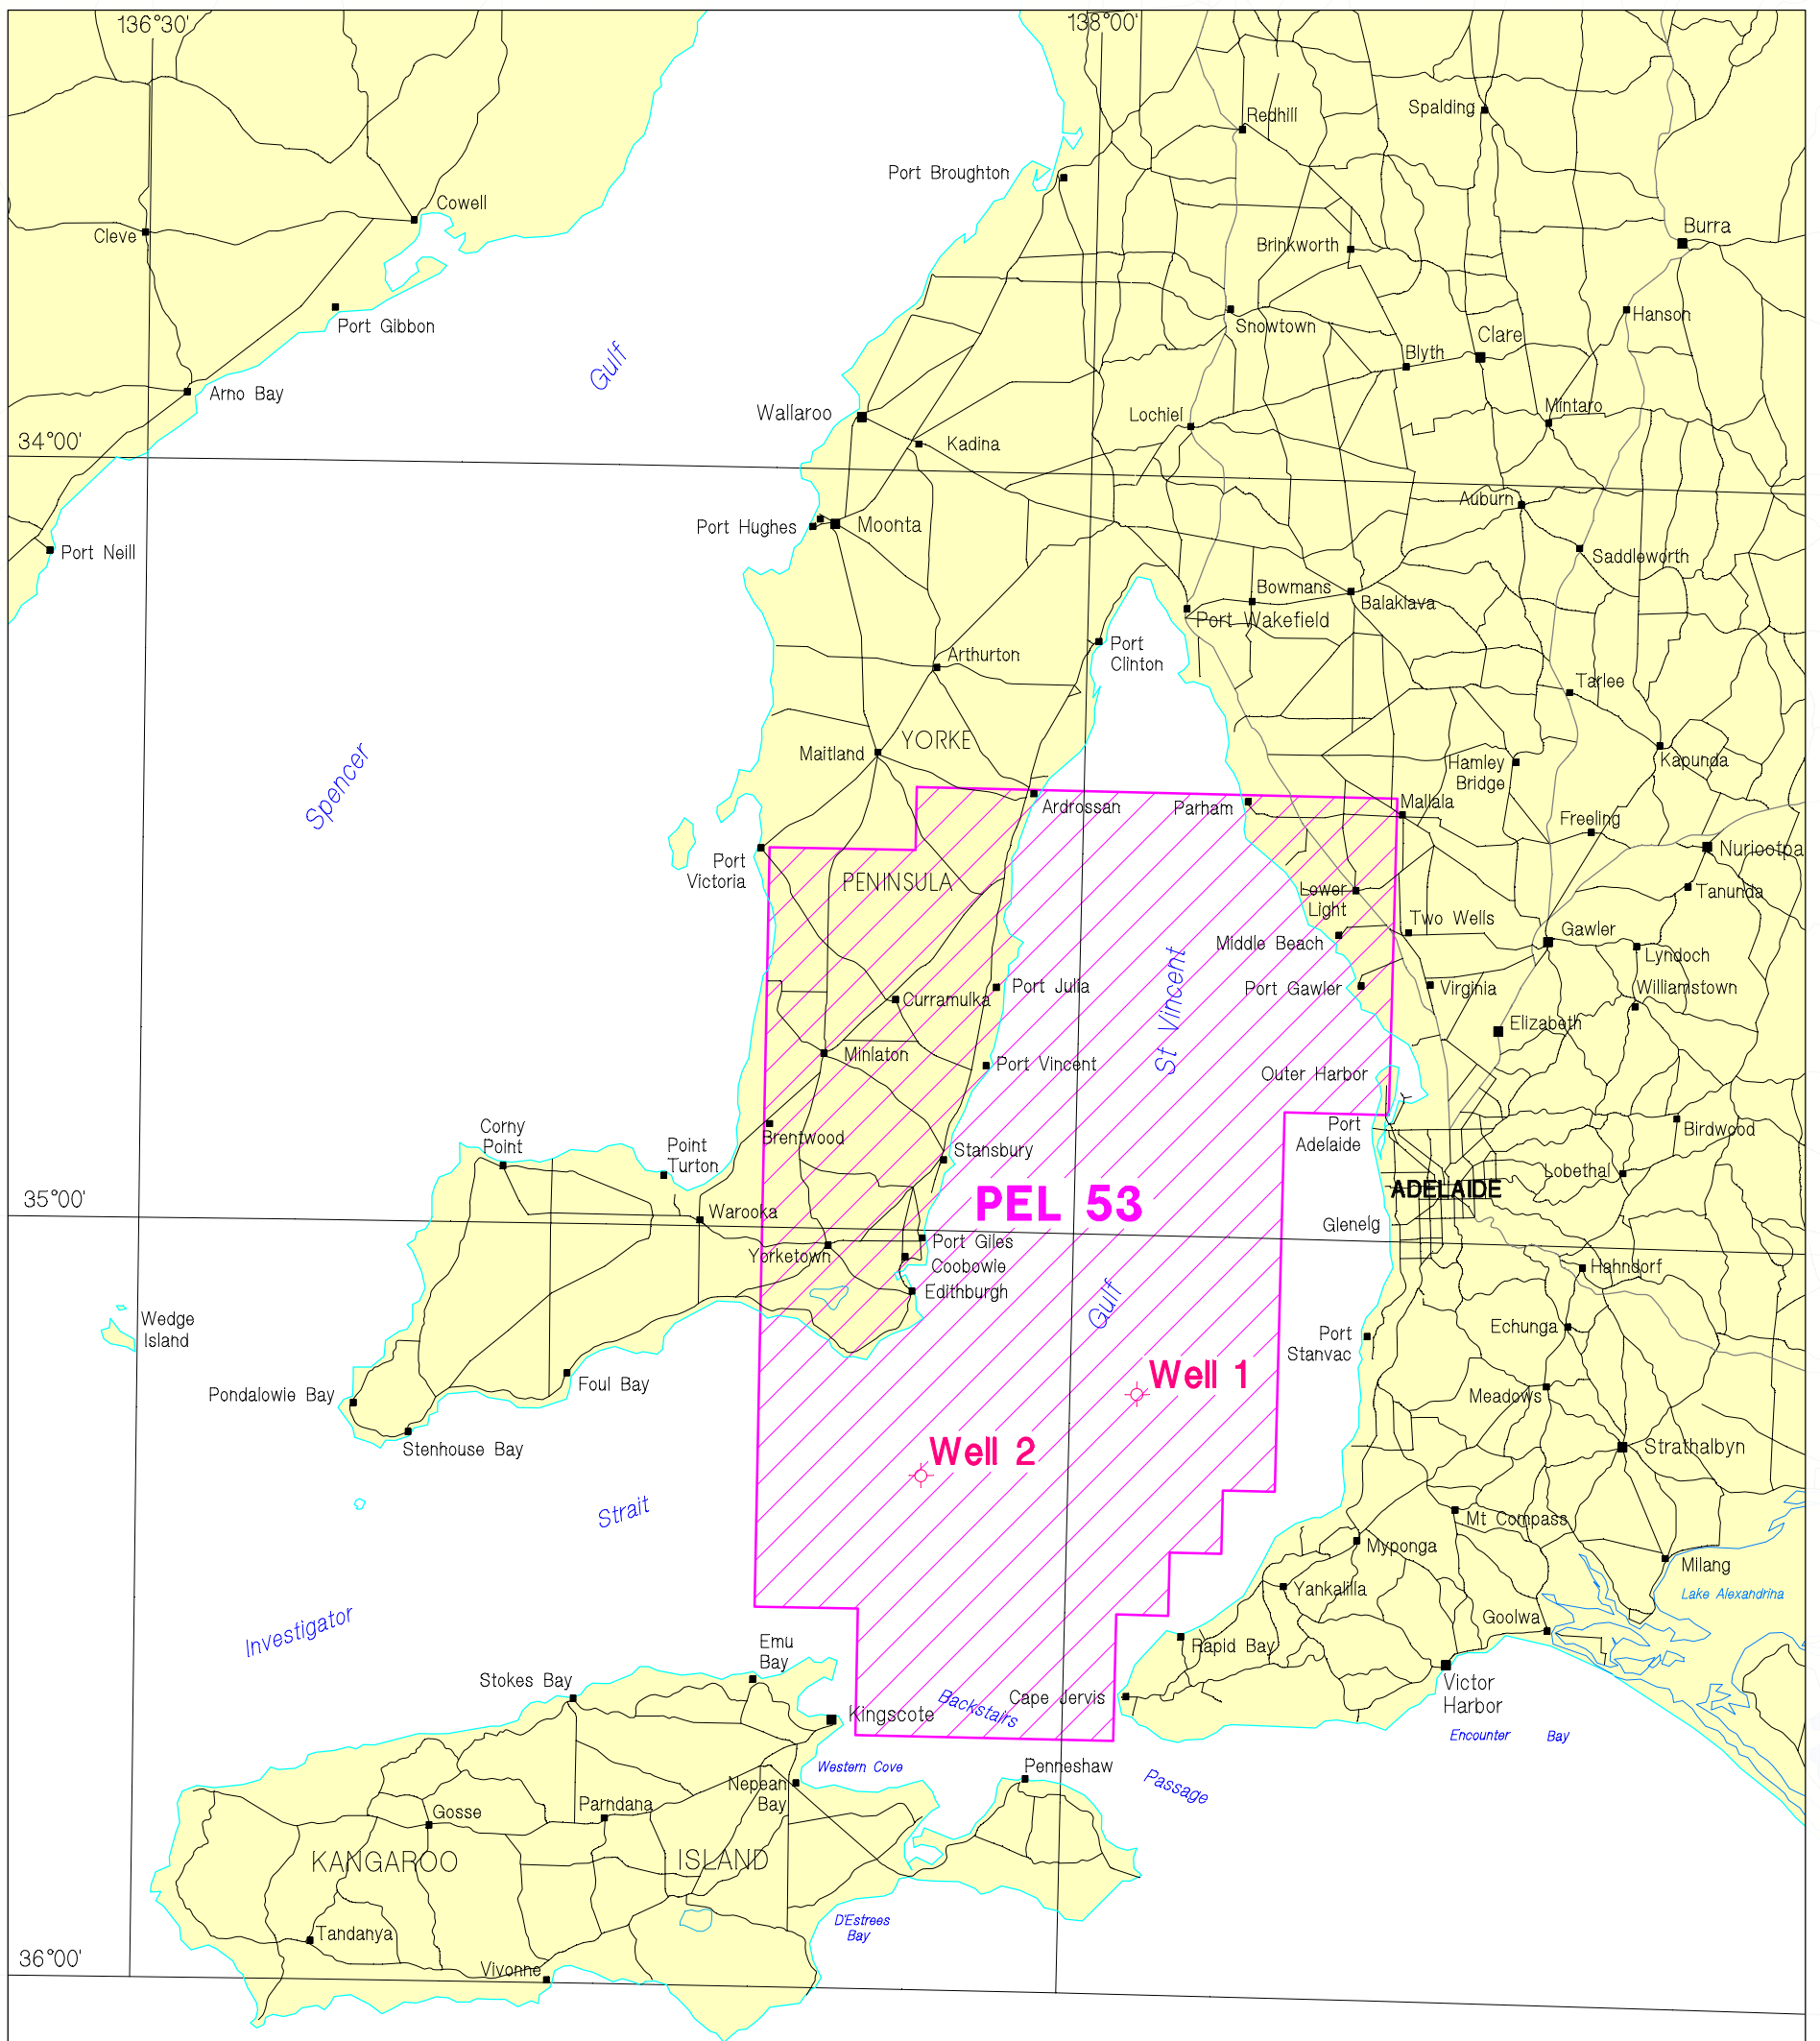 136°30'
138°00'
Spalding
Redhill
Port Broughton
Cowell
Cleve
Burra
Brinkworth
Port Gibbon
Snowtown
Hanson
Clare
Blyth
Gulf
Arno Bay
Wallaroo
Lochiel
Mintaro
34°00'
Kadina
Auburn
Port Hughes
Moonta
Port Neill
Saddleworth
Bowmans
Balaklava
Port Wakefield
Port
Clinton
Arthurton
Tarlee
YORKE
Maitland
Spencer
Hamley
Bridge
Kapunda
Ardrossan
Parham
Mallala
Freeling
Nuriootpa
Port
Victoria
PENINSULA
Lower
Light
Tanunda
Two Wells
Gawler
Middle Beach
Lyndoch
St Vincent
Curramulka
Port Julia
Port Gawler
Virginia
Williamstown
Elizabeth
Minlaton
Port Vincent
Outer Harbor
Corny
Point
Point
Turton
Brentwood
Stansbury
Port
Adelaide
Birdwood
Lobethal
ADELAIDE
PEL 53
35°00'
Warooka
Glenelg
Yorketown
Port Giles
Coobowie
Hahndorf
Edithburgh
Gulf
Wedge
Island
Echunga
Port
Stanvac
Well 1
Foul Bay
Pondalowie Bay
Meadows
Stenhouse Bay
Well 2
Strathalbyn
Strait
Mt Compass
Myponga
Milang
Yankalilla
Lake Alexandrina
Investigator
Goolwa
Emu
Bay
Rapid Bay
Stokes Bay
Cape Jervis
Backstairs
Victor
Harbor
Kingscote
Encounter Bay
Western Cove
Penneshaw
Passage
Nepean
Bay
Gosse
Parndana
KANGAROO
ISLAND
D'Estrees
Bay
Tandanya
36°00'
Vivonne